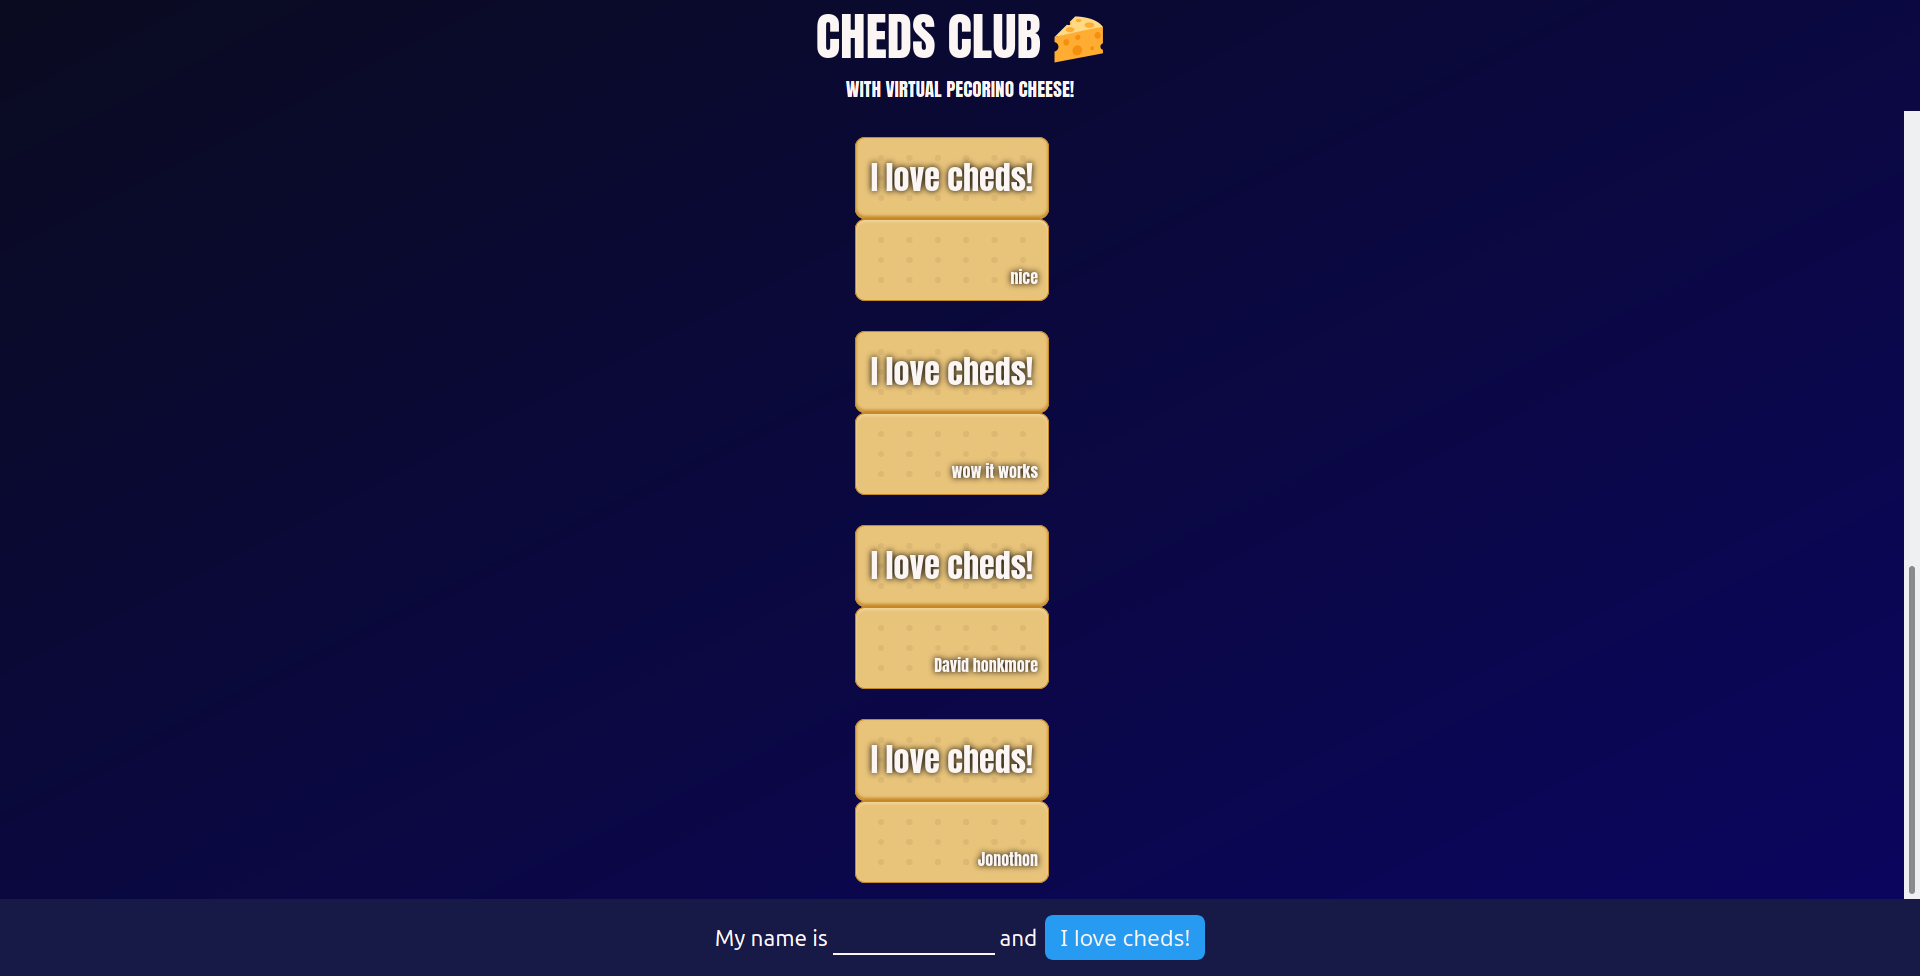 CHEDS CLUB
WITH VIRTUAL PECORINO CHEESE!
I love cheds!
nice
I love cheds!
wow it works
I love cheds!
David honkmore
I love cheds!
Jonothon
My name is and I love cheds!